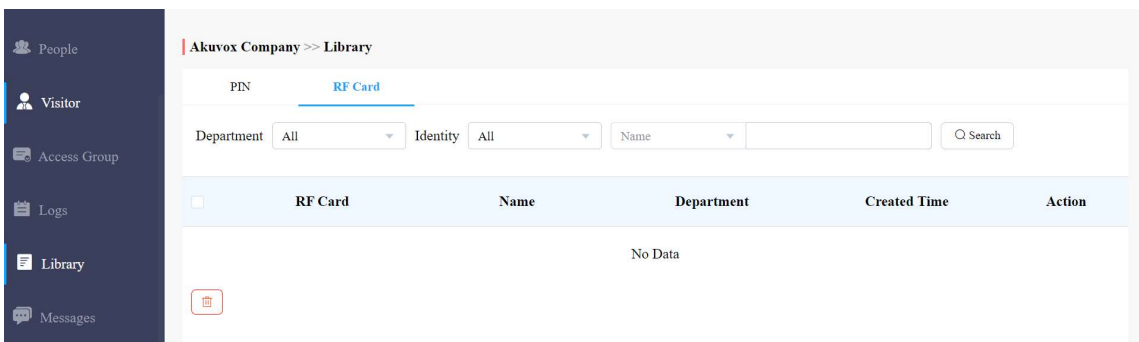 People
Visitor
Access Group
Logs
Library
Messages
Akuvox Company >> Library
PIN RF Card
Department All Identity All Name Search
RF Card Name Department Created Time Action
No Data